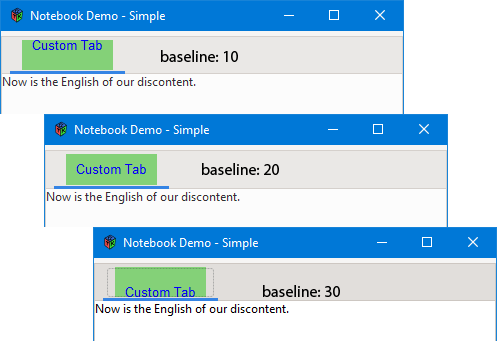 Notebook Demo - Simple
Custom Tab
baseline: 10
Now is the English of our discontent.
Notebook Demo - Simple
Custom Tab
baseline: 20
Now is the English of our discontent.
Notebook Demo - Simple
Custom Tab
baseline: 30
Now is the English of our discontent.